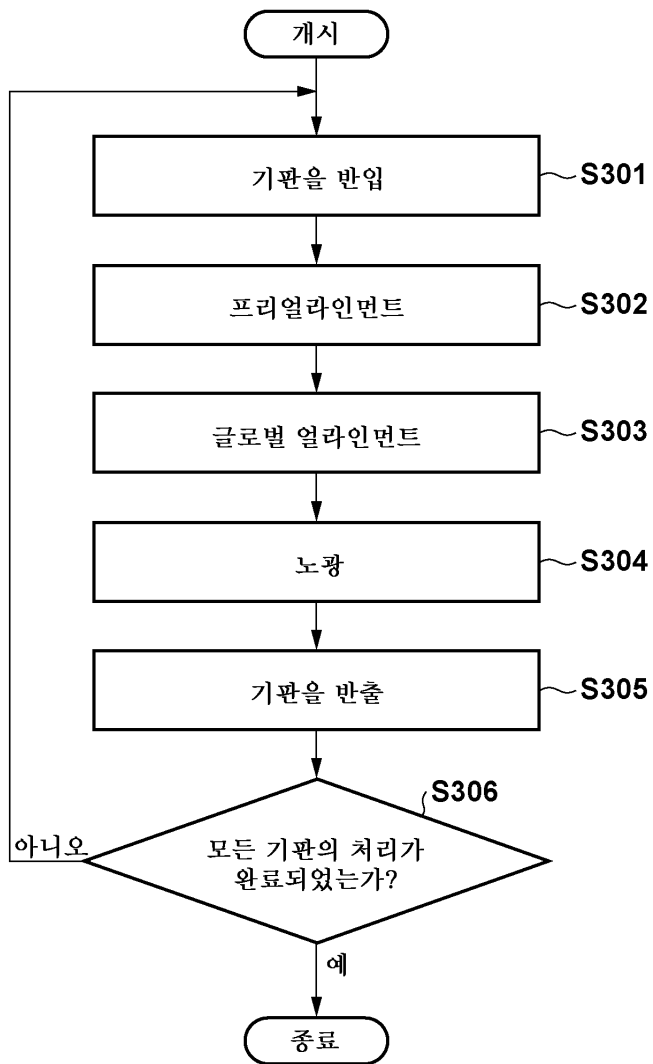 개시
기판을 반입
S301
프리얼라인먼트
S302
글로벌 얼라인먼트
S303
노광
S304
기판을 반출
S305
S306
모든 기판의 처리가
완료되었는가?
아니오
예
종료